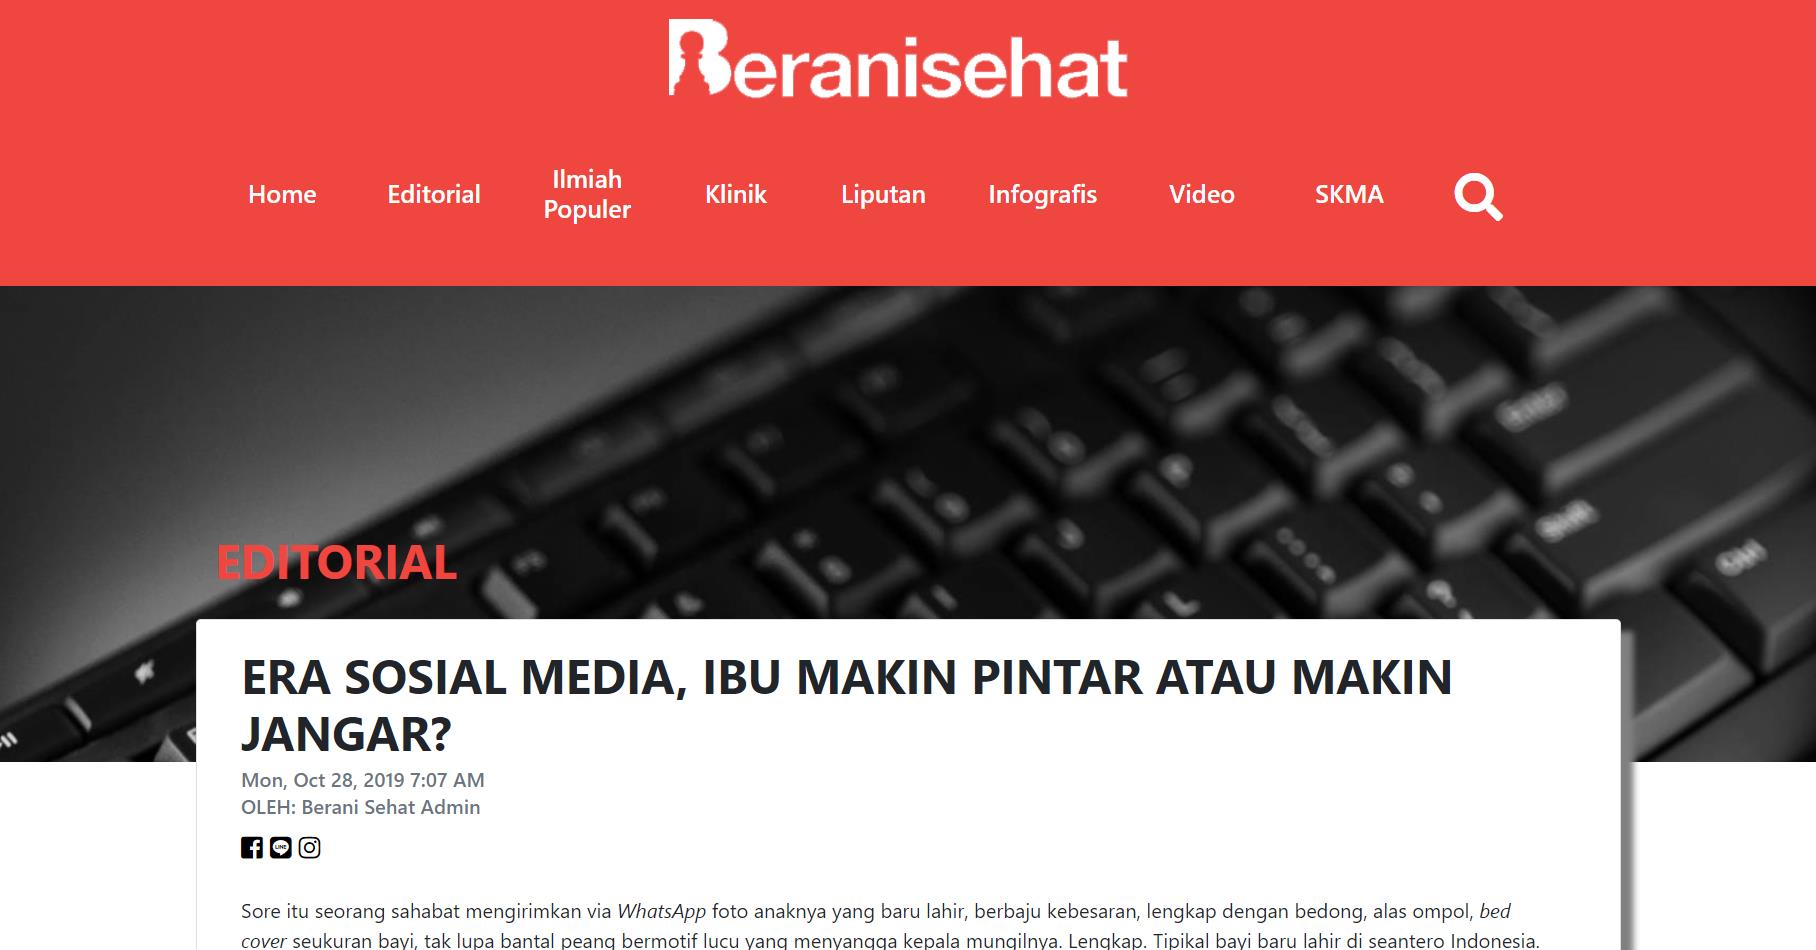 Beranisehat
Home
Editorial
Ilmiah
Populer
Klinik
Liputan
Infografis
Video
SKMA
EDITORIAL
ERA SOSIAL MEDIA, IBU MAKIN PINTAR ATAU MAKIN
JANGAR?
Mon, Oct 28, 2019 7:07 AM
OLEH: Berani Sehat Admin
Sore itu seorang sahabat mengirimkan via WhatsApp foto anaknya yang baru lahir, berbaju kebesaran, lengkap dengan bedong, alas ompol, bed
cover seukuran bayi, tak lupa bantal peang bermotif lucu yang menyangga kepala mungilnya. Lengkap. Tipikal bayi baru lahir di seantero Indonesia.